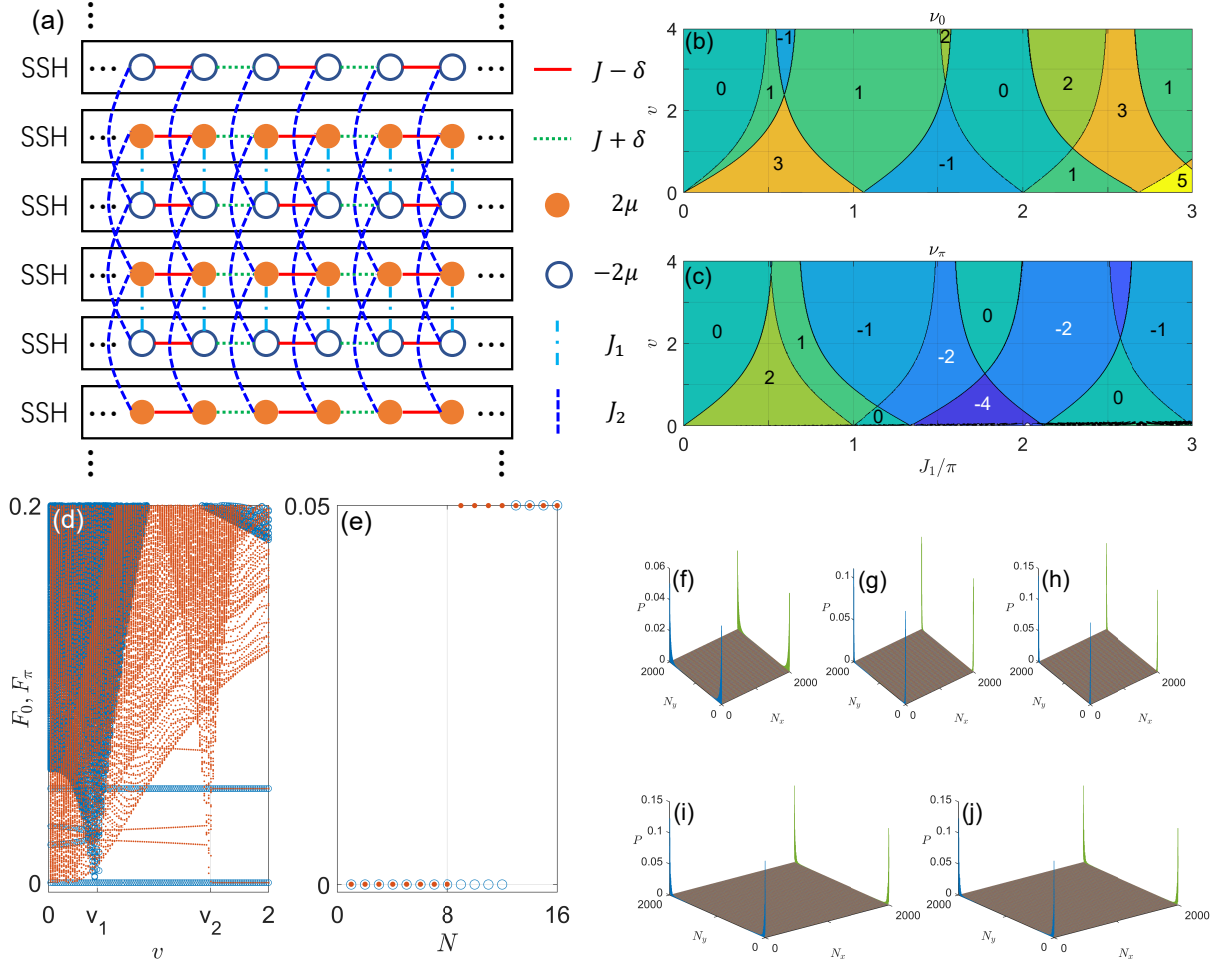 (a)
SSH
SSH
SSH
SSH
SSH
SSH
J − δ
J + δ
2μ
−2μ
J₁
J₂
(b)
ν₀
4
2
0
v
0
1
-1
3
1
2
-1
0
2
1
3
1
5
0
1
2
3
(c)
νπ
4
2
0
v
0
2
1
-1
0
-2
0
-4
-2
0
-1
0
1
2
3
J₁/π
(d)
0.2
0
F₀, Fπ
0
v₁
v₂
2
v
(e)
0.05
0
0
8
16
N
(f)
0.06
0.04
0.02
0
P
2000
0
0
2000
N_y
N_x
(g)
0.1
0.05
0
P
2000
0
0
2000
N_y
N_x
(h)
0.15
0.1
0.05
0
P
2000
0
0
2000
N_y
N_x
(i)
0.15
0.1
0.05
0
P
2000
0
0
2000
N_y
N_x
(j)
0.15
0.1
0.05
0
P
2000
0
0
2000
N_y
N_x